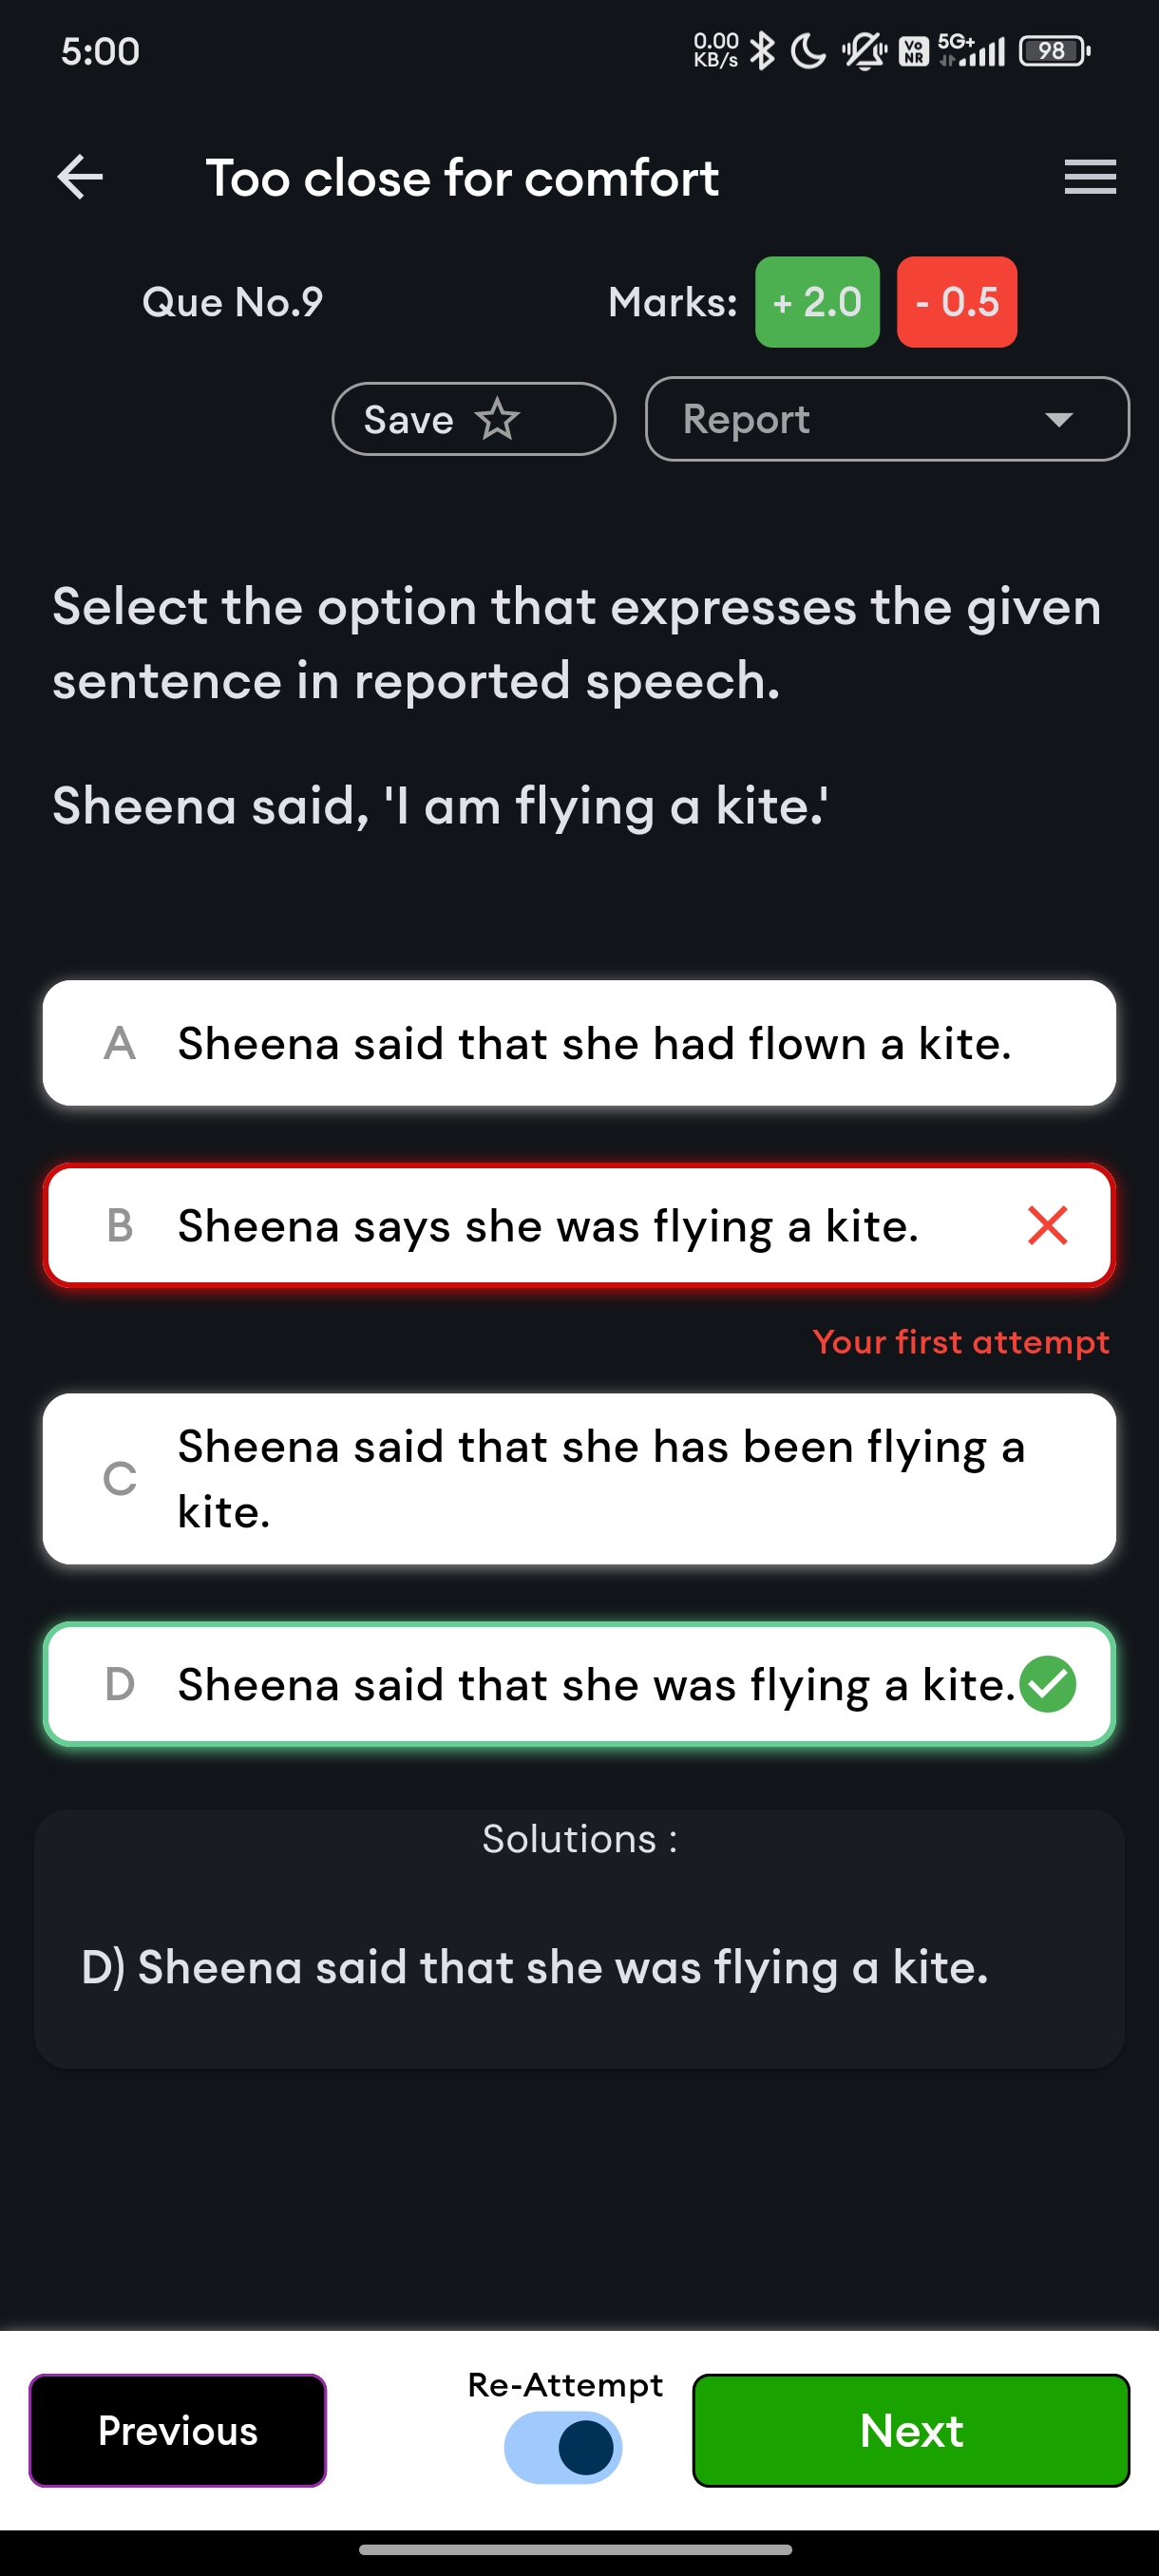 5:00
0.00
KB/s
Vo
NR
5G+
98
Too close for comfort
Que No.9
Marks:
+ 2.0
- 0.5
Save
Report
Select the option that expresses the given
sentence in reported speech.
Sheena said, 'I am flying a kite.'
A Sheena said that she had flown a kite.
B Sheena says she was flying a kite.
Your first attempt
C Sheena said that she has been flying a
kite.
D Sheena said that she was flying a kite.
Solutions :
D) Sheena said that she was flying a kite.
Previous
Re-Attempt
Next